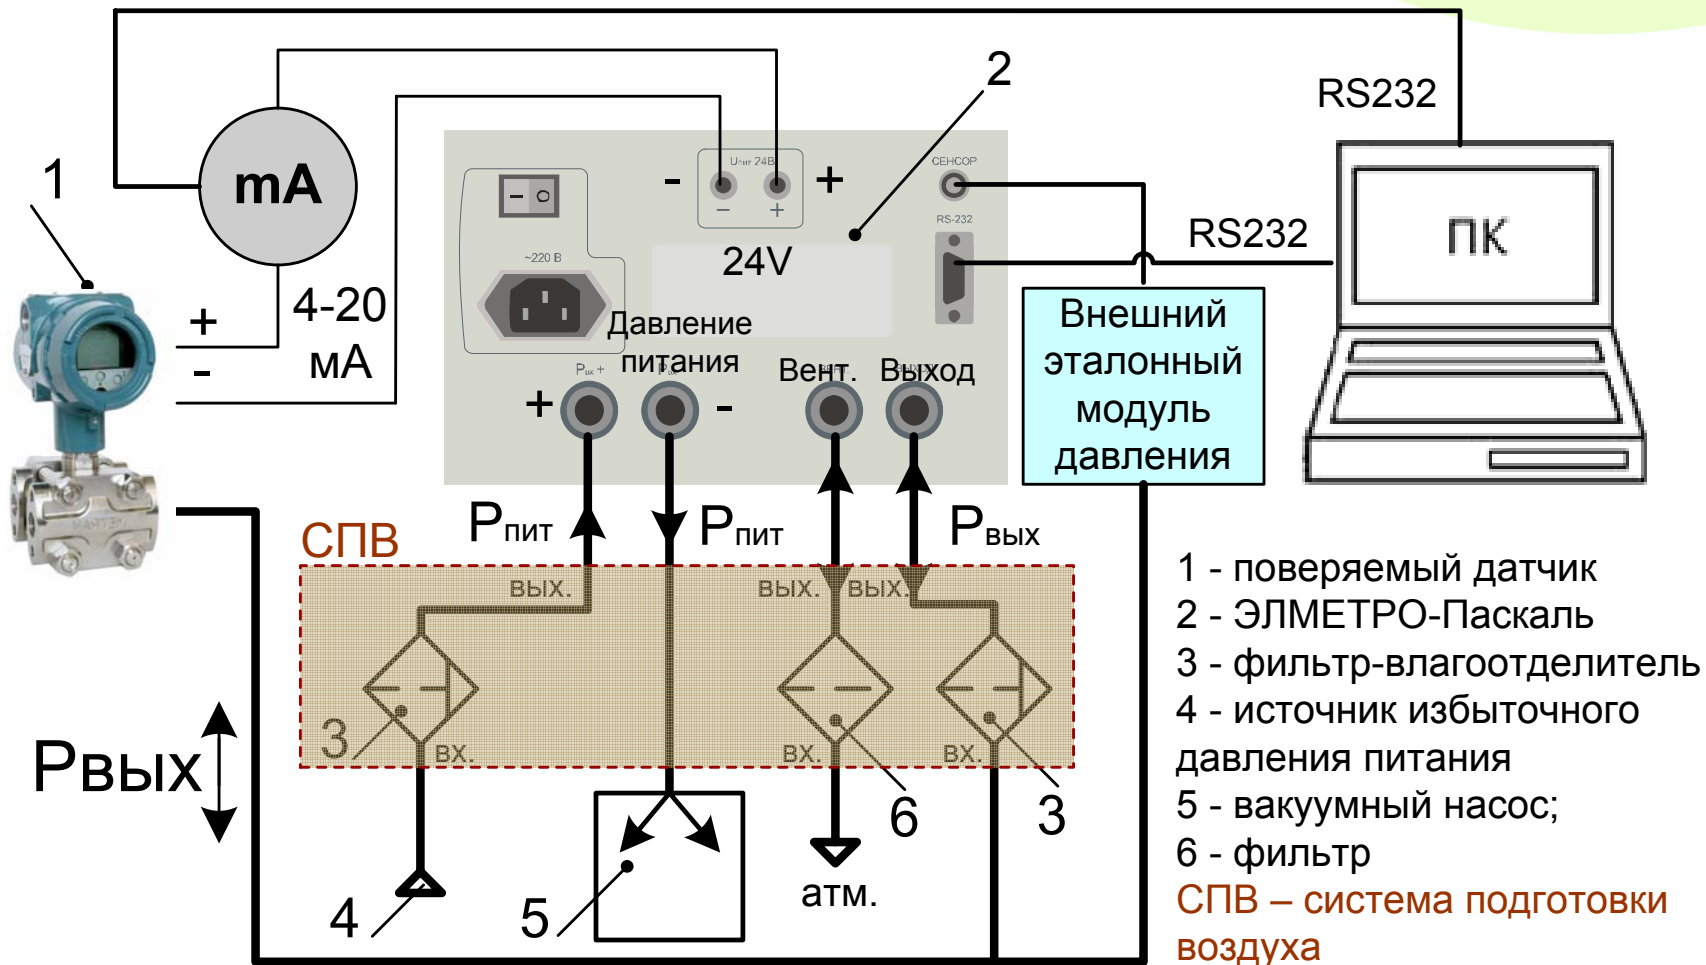 RS232
2
1
mA
U пит 24В
СЕНСОР
- +
− +
RS-232
RS232
ПК
24V
~220 В
+
4-20
мА
-
Давление
питания
Вент. Выход
+ -
Внешний
эталонный
модуль
давления
Pпит
Pпит
Pвых
СПВ
вых.
вых.
вых.
3
вх.
вх.
вх.
Pвых
6
3
4
5
атм.
1 - поверяемый датчик
2 - ЭЛМЕТРО-Паскаль
3 - фильтр-влагоотделитель
4 - источник избыточного
давления питания
5 - вакуумный насос;
6 - фильтр
СПВ – система подготовки
воздуха